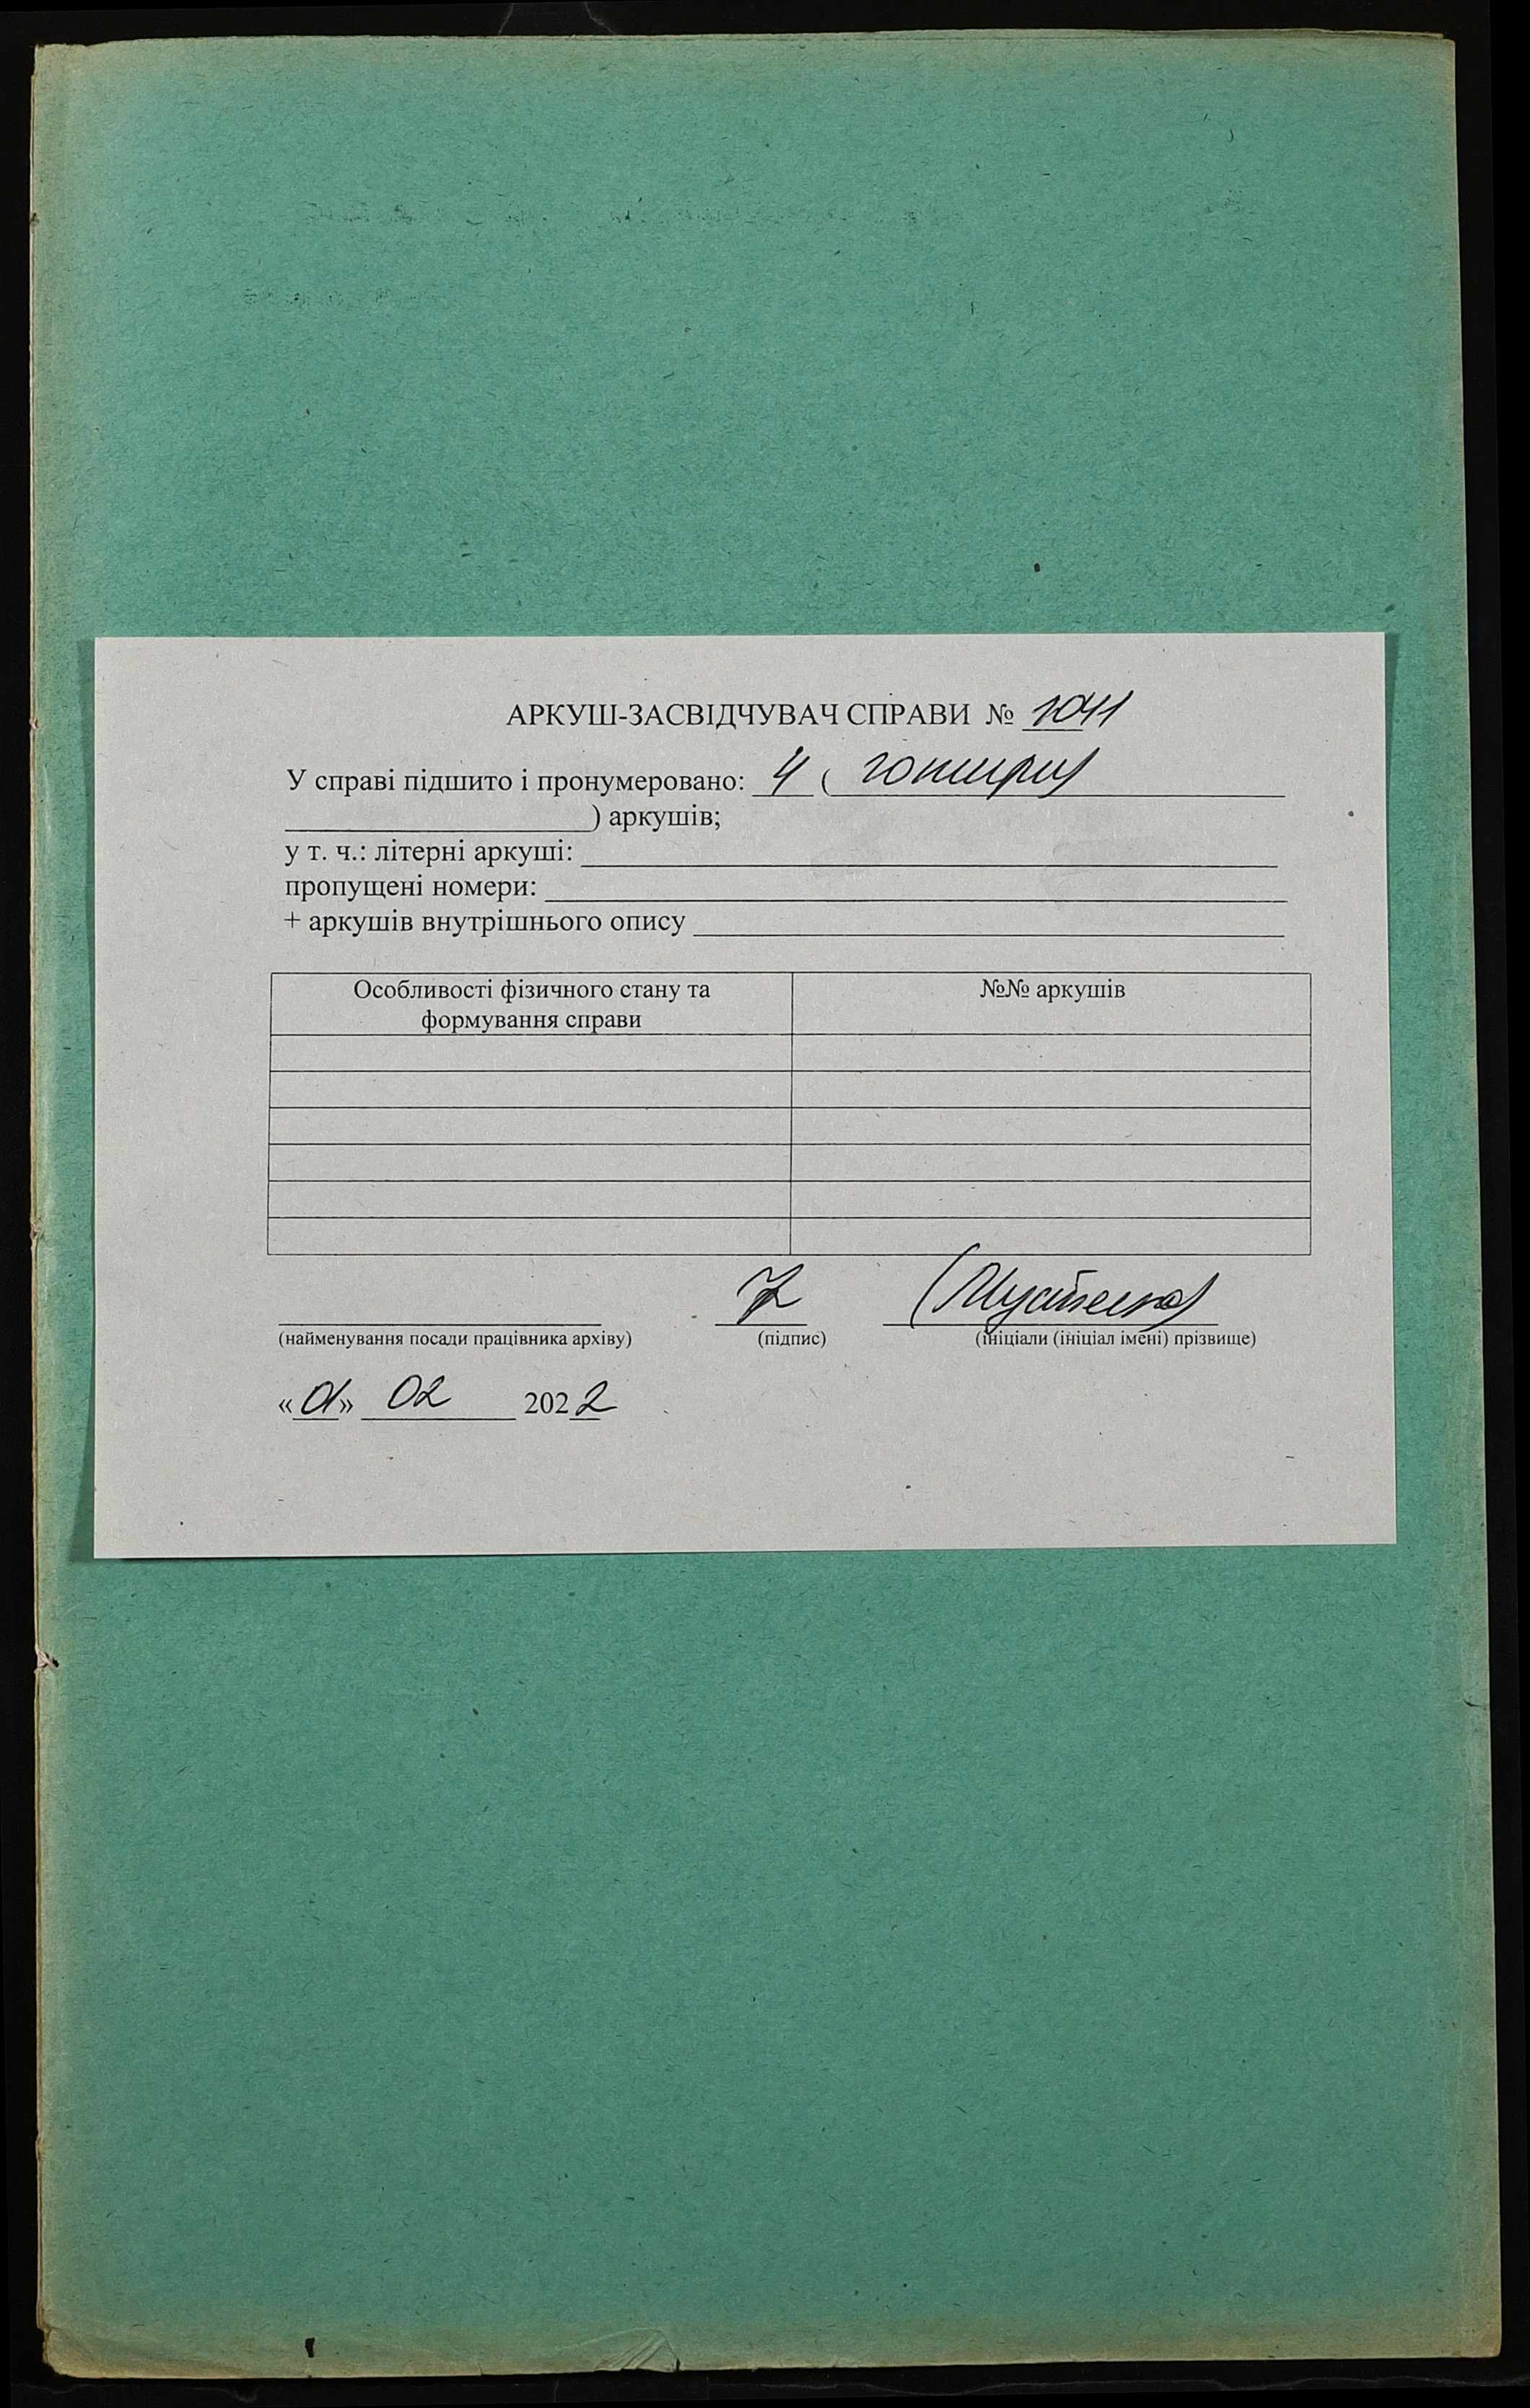 АРКУШ-ЗАСВІДЧУВАЧ СПРАВИ № 1041
У справі підшито і пронумеровано: 4 ( чотири
) аркушів;
у т. ч.: літерні аркуші:
пропущені номери:
+ аркушів внутрішнього опису
Особливості фізичного стану та формування справи
№№ аркушів
(найменування посади працівника архіву) (підпис) (ініціали (ініціал імені) прізвище)
«01» 02 2022